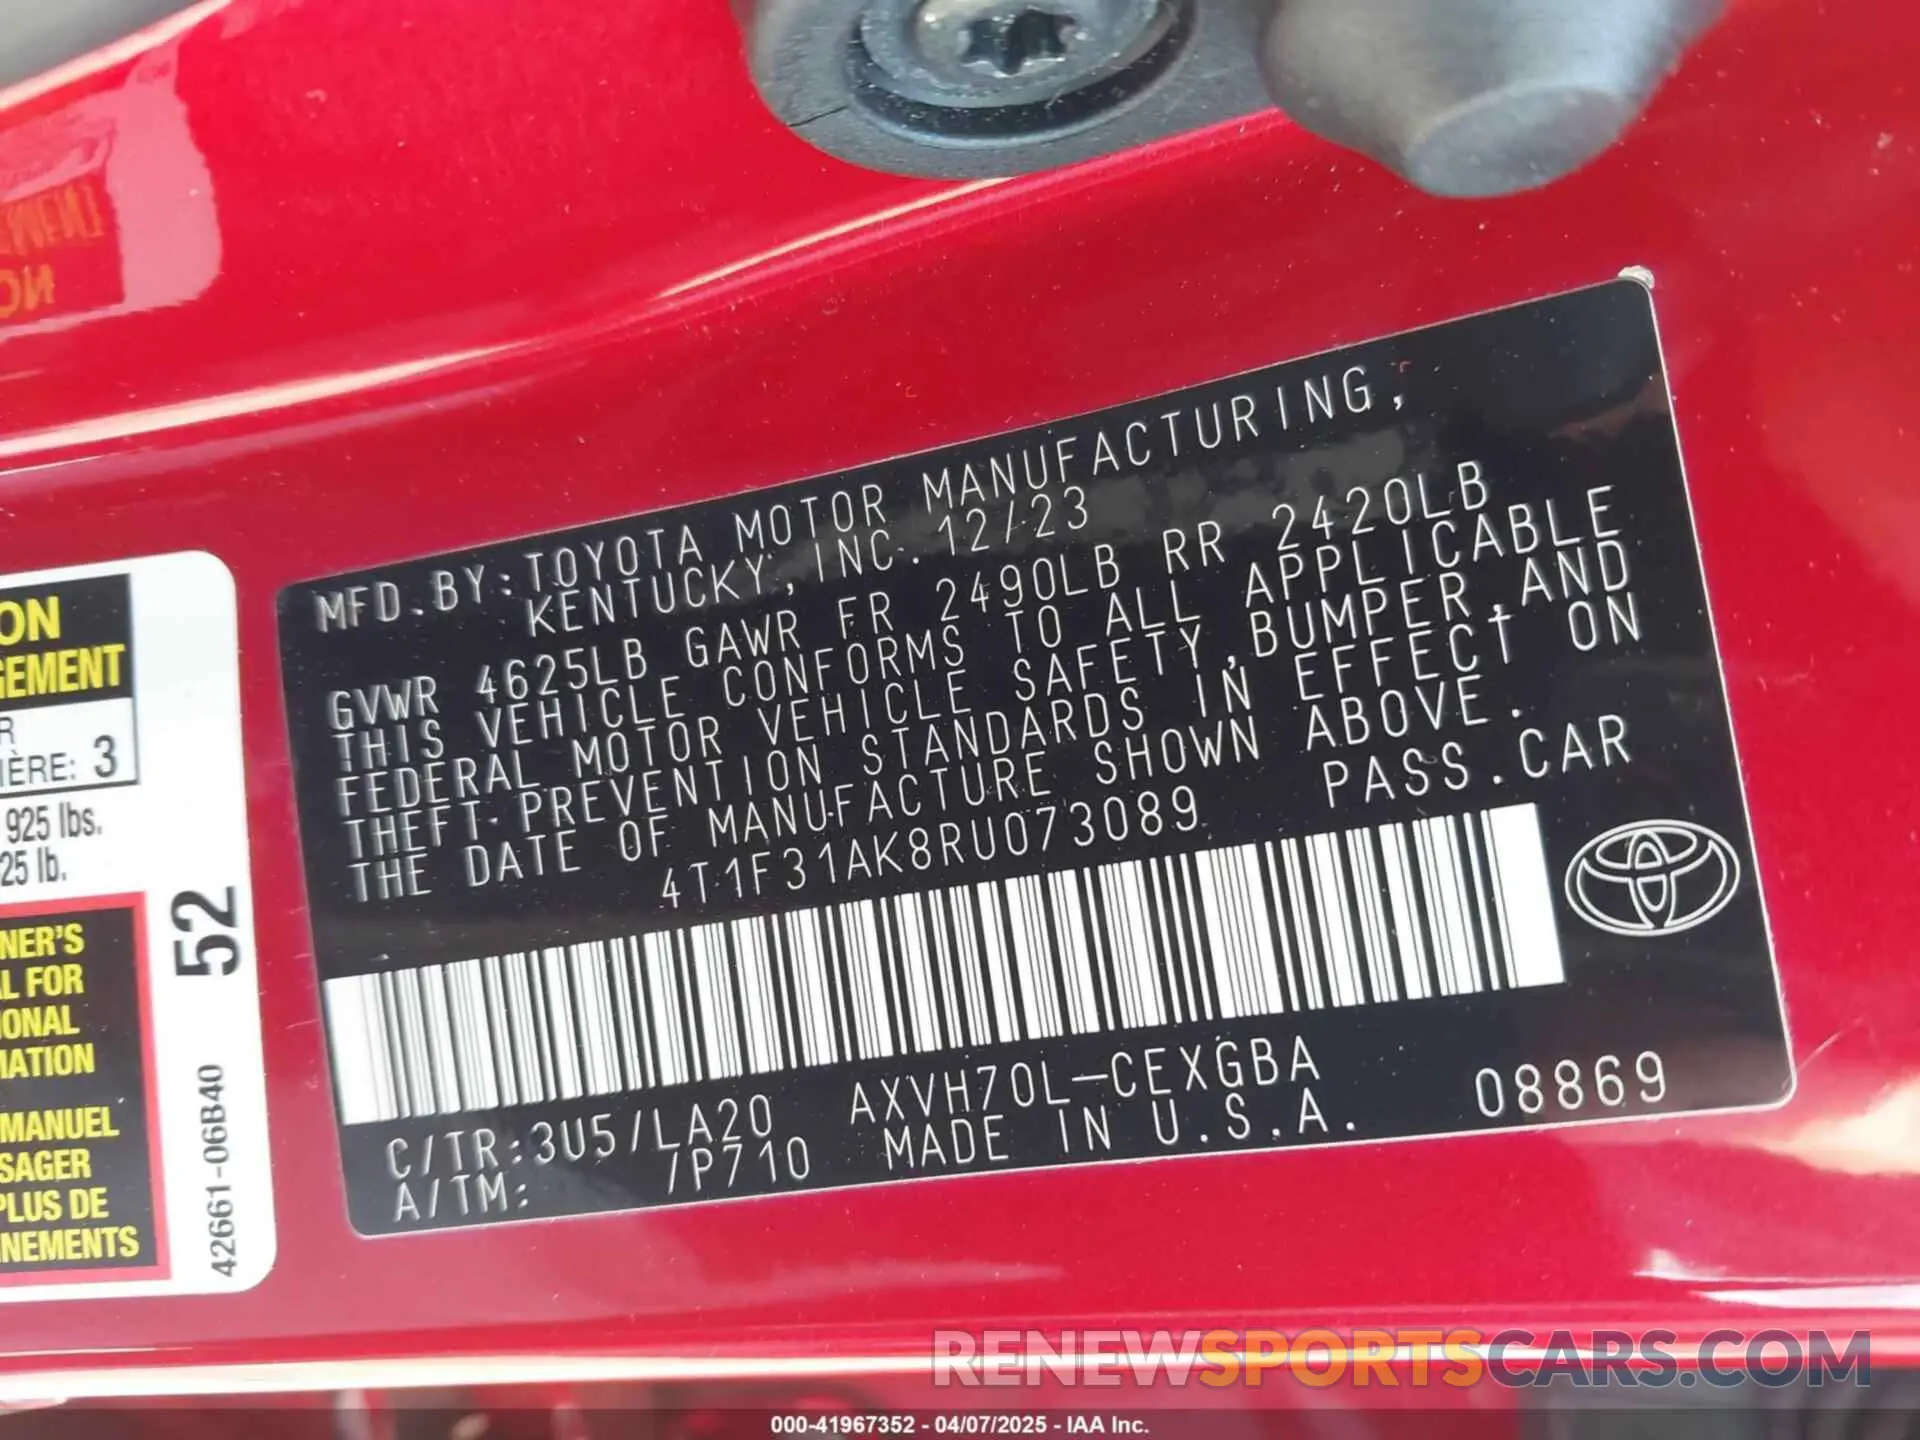 MFD.BY:TOYOTA MOTOR MANUFACTURING,
KENTUCKY,INC. 12/23
GVWR 4625LB GAWR FR 2490LB RR 2420LB
THIS VEHICLE CONFORMS TO ALL APPLICABLE
FEDERAL MOTOR VEHICLE SAFETY,BUMPER,AND
THEFT-PREVENTION STANDARDS IN EFFECT ON
THE DATE OF MANUFACTURE SHOWN ABOVE.
4T1F31AK8RU073089 PASS.CAR
C/TR:3U5/LA20 AXVH70L-CEXGBA 08869
A/TM: /P710 MADE IN U.S.A.
ON
GEMENT
R
IÈRE: 3
925 lbs.
25 lb.
NER'S
L FOR
IONAL
MATION
MANUEL
SAGER
PLUS DE
NEMENTS
52
42661-06B40
RENEWSPORTSCARS.COM
000-41967352 - 04/07/2025 - IAA Inc.